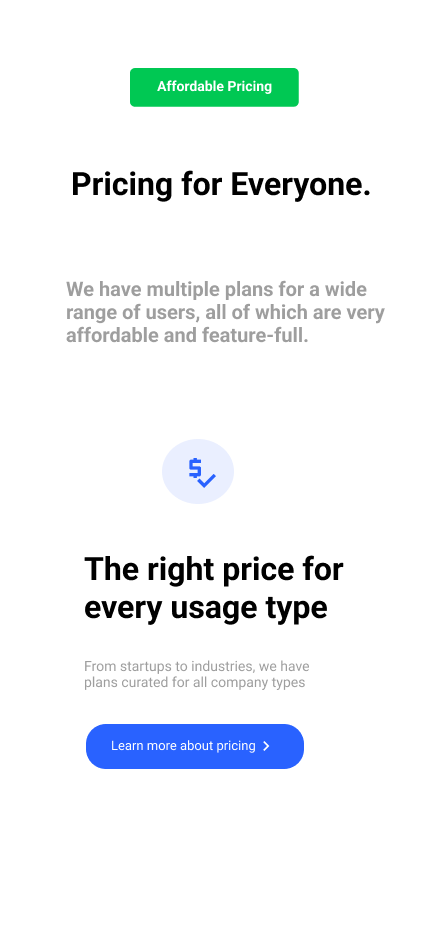 Affordable Pricing
Pricing for Everyone.
We have multiple plans for a wide
range of users, all of which are very
affordable and feature-full.
$
The right price for
every usage type
From startups to industries, we have
plans curated for all company types
Learn more about pricing